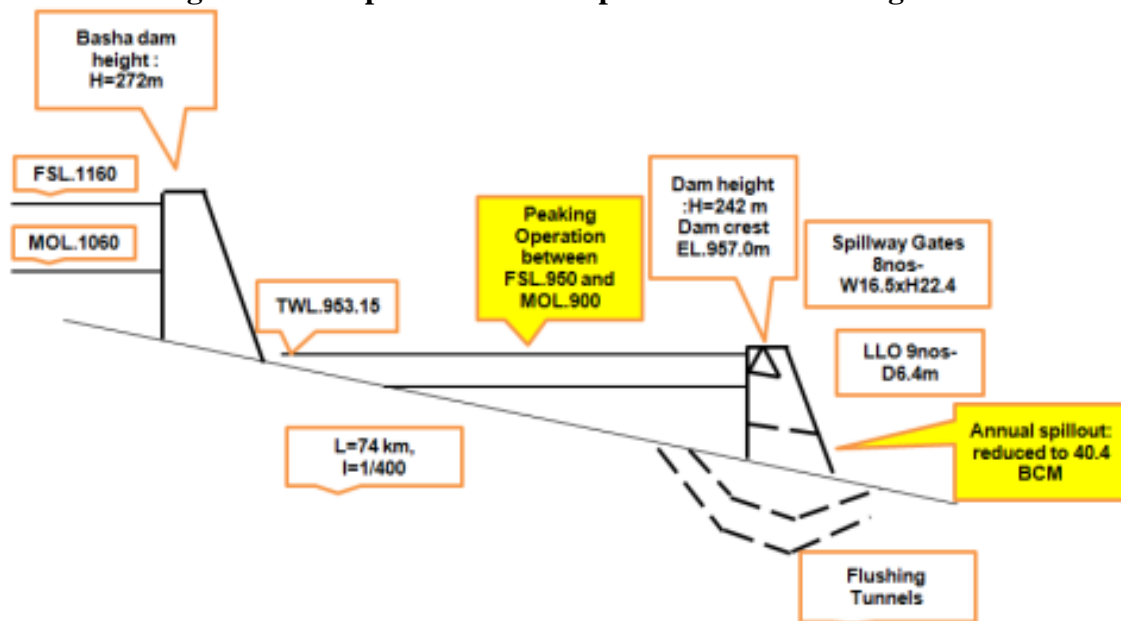 Basha dam
height :
H=272m
FSL.1160
MOL.1060
TWL.953.15
Peaking
Operation
between
FSL.950 and
MOL.900
Dam height
:H=242 m
Dam crest
EL.957.0m
Spillway Gates
8nos-
W16.5xH22.4
LLO 9nos-
D6.4m
Annual spillout:
reduced to 40.4
BCM
L=74 km,
I=1/400
Flushing
Tunnels